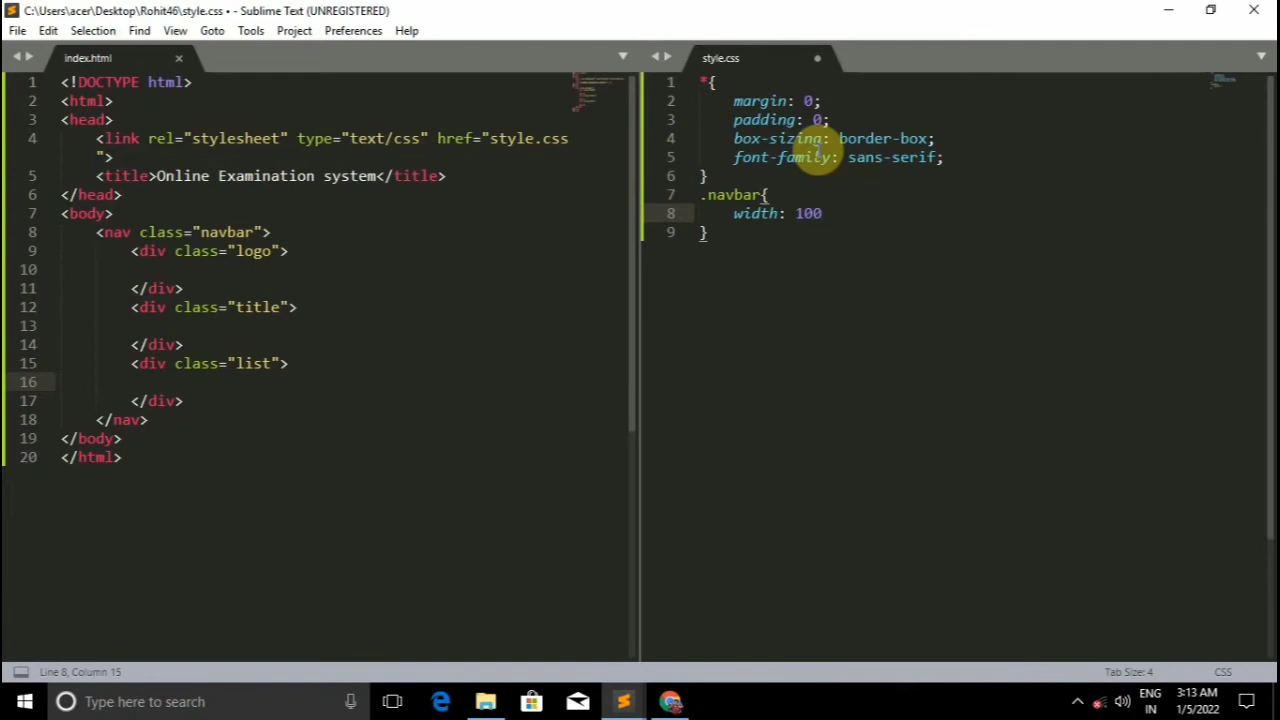 C:\Users\acer\Desktop\Rohit46\style.css • - Sublime Text (UNREGISTERED)
File Edit Selection Find View Goto Tools Project Preferences Help
index.html
1 <!DOCTYPE html>
2 <html>
3 <head>
4 <link rel="stylesheet" type="text/css" href="style.css
">
5 <title>Online Examination system</title>
6 </head>
7 <body>
8 <nav class="navbar">
9 <div class="logo">
10
11 </div>
12 <div class="title">
13
14 </div>
15 <div class="list">
16
17 </div>
18 </nav>
19 </body>
20 </html>
style.css
1 *{
2 margin: 0;
3 padding: 0;
4 box-sizing: border-box;
5 font-family: sans-serif;
6 }
7 .navbar{
8 width: 100
9 }
Line 8, Column 15
Tab Size: 4
CSS
Type here to search
ENG
IN
3:13 AM
1/5/2022